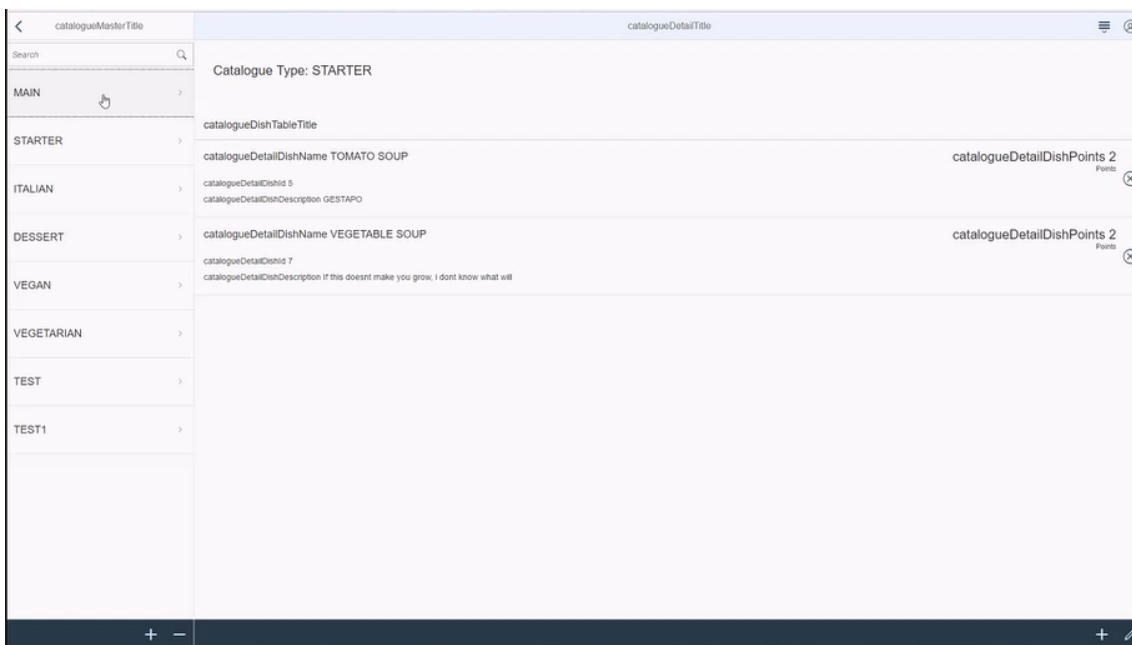 catalogueMasterTitle
catalogueDetailTitle
Search
MAIN
STARTER
ITALIAN
DESSERT
VEGAN
VEGETARIAN
TEST
TEST1
Catalogue Type: STARTER
catalogueDishTableTitle
catalogueDetailDishName TOMATO SOUP
catalogueDetailDishPoints 2
Points
catalogueDetailDishId 5
catalogueDetailDishDescription GESTAPO
catalogueDetailDishName VEGETABLE SOUP
catalogueDetailDishPoints 2
Points
catalogueDetailDishId 7
catalogueDetailDishDescription If this doesnt make you grow, i dont know what will